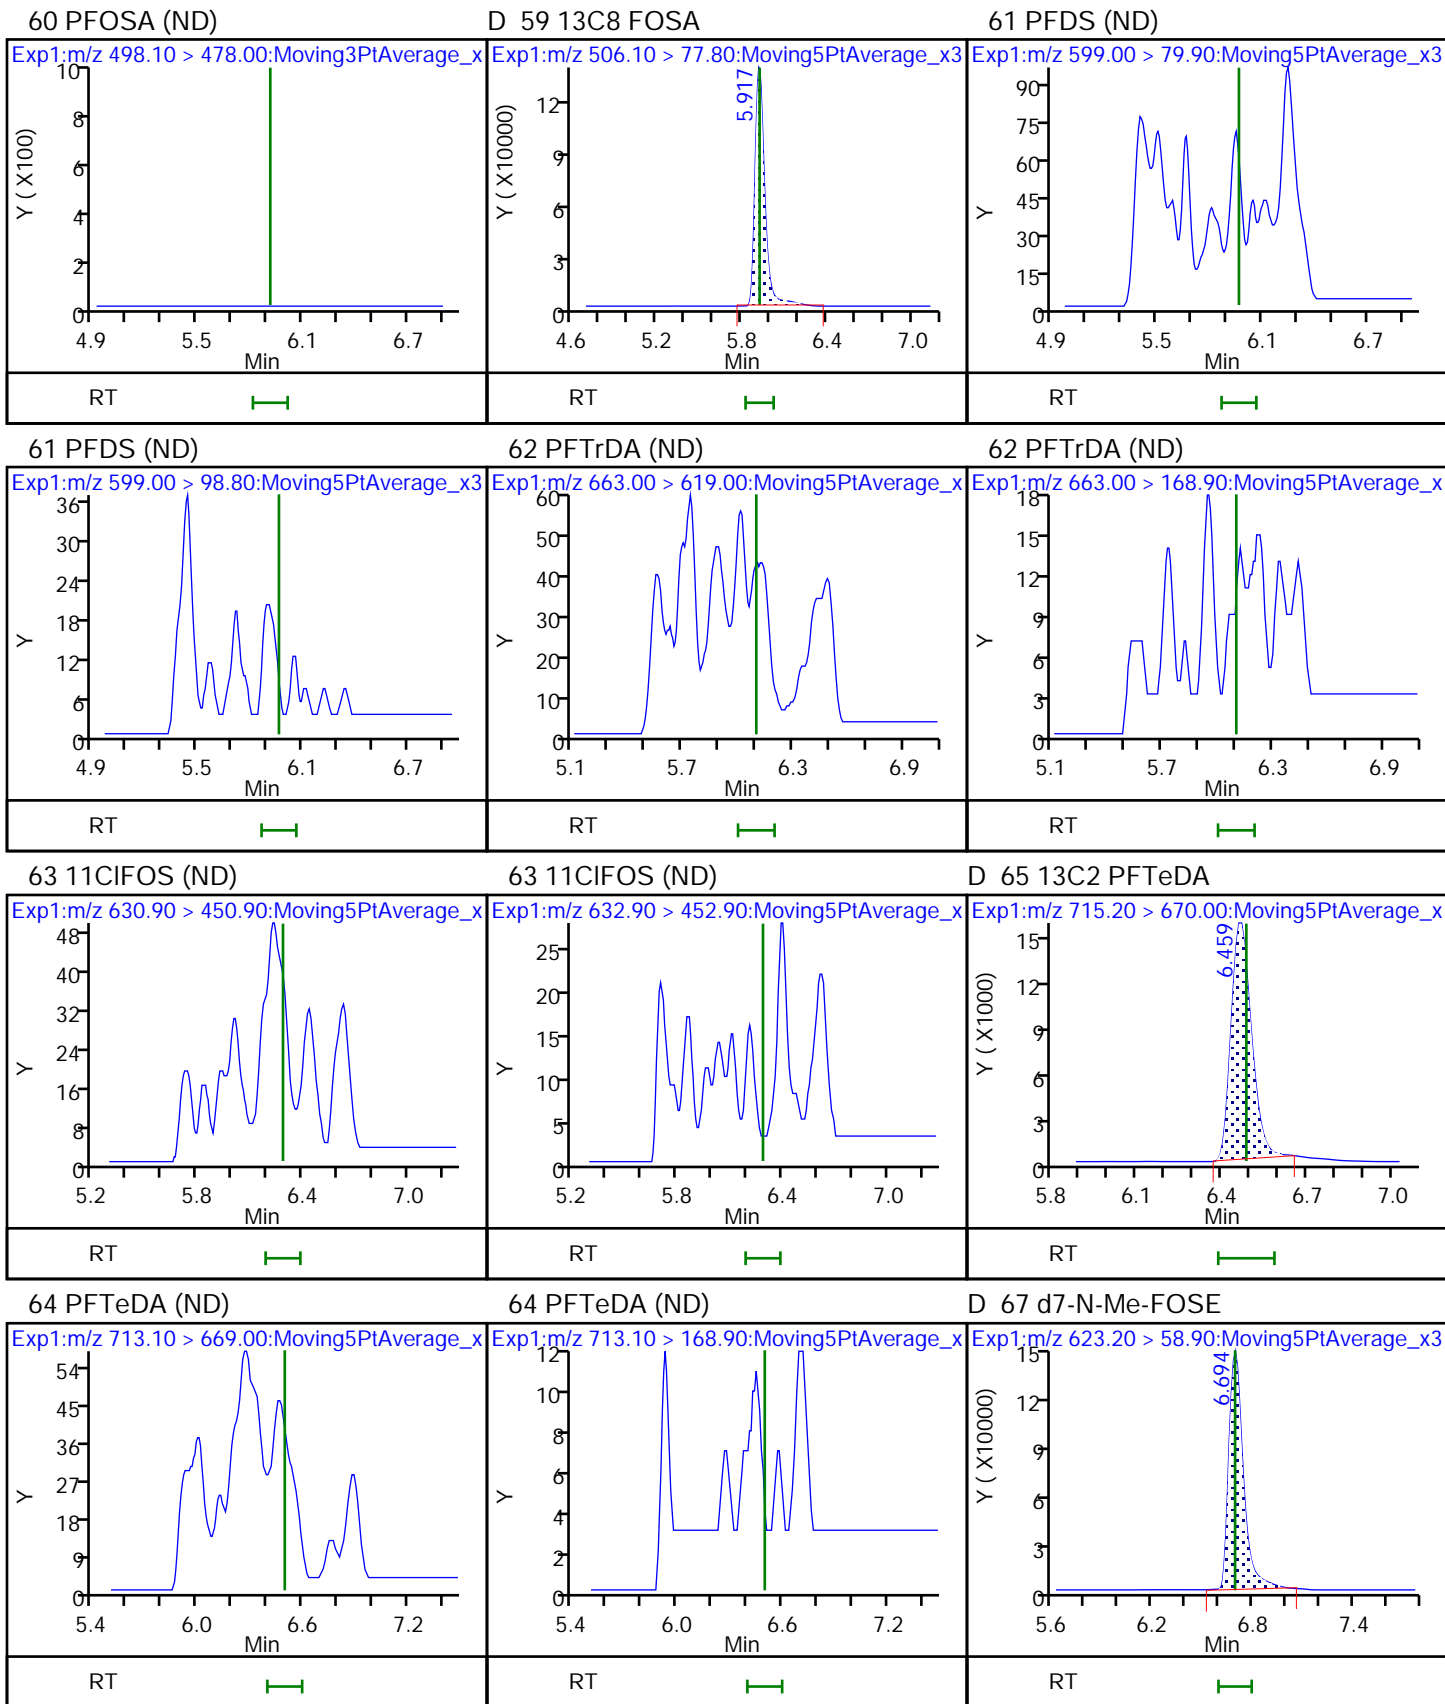 60 PFOSA (ND)
Exp1:m/z 498.10 > 478.00:Moving3PtAverage_x
Y ( X100)
10
8
6
4
2
0
4.9 5.5 6.1 6.7
Min
RT
D 59 13C8 FOSA
Exp1:m/z 506.10 > 77.80:Moving5PtAverage_x3
Y ( X10000)
5.917
12
9
6
3
0
4.6 5.2 5.8 6.4 7.0
Min
RT
61 PFDS (ND)
Exp1:m/z 599.00 > 79.90:Moving5PtAverage_x3
Y
90
75
60
45
30
15
0
4.9 5.5 6.1 6.7
Min
RT
61 PFDS (ND)
Exp1:m/z 599.00 > 98.80:Moving5PtAverage_x3
Y
36
30
24
18
12
6
0
4.9 5.5 6.1 6.7
Min
RT
62 PFTrDA (ND)
Exp1:m/z 663.00 > 619.00:Moving5PtAverage_x
Y
60
50
40
30
20
10
0
5.1 5.7 6.3 6.9
Min
RT
62 PFTrDA (ND)
Exp1:m/z 663.00 > 168.90:Moving5PtAverage_x
Y
18
15
12
9
6
3
0
5.1 5.7 6.3 6.9
Min
RT
63 11ClFOS (ND)
Exp1:m/z 630.90 > 450.90:Moving5PtAverage_x
Y
48
40
32
24
16
8
0
5.2 5.8 6.4 7.0
Min
RT
63 11ClFOS (ND)
Exp1:m/z 632.90 > 452.90:Moving5PtAverage_x
Y
25
20
15
10
5
0
5.2 5.8 6.4 7.0
Min
RT
D 65 13C2 PFTeDA
Exp1:m/z 715.20 > 670.00:Moving5PtAverage_x
Y ( X1000)
6.459
15
12
9
6
3
0
5.8 6.1 6.4 6.7 7.0
Min
RT
64 PFTeDA (ND)
Exp1:m/z 713.10 > 669.00:Moving5PtAverage_x
Y
54
45
36
27
18
9
0
5.4 6.0 6.6 7.2
Min
RT
64 PFTeDA (ND)
Exp1:m/z 713.10 > 168.90:Moving5PtAverage_x
Y
12
10
8
6
4
2
0
5.4 6.0 6.6 7.2
Min
RT
D 67 d7-N-Me-FOSE
Exp1:m/z 623.20 > 58.90:Moving5PtAverage_x3
Y ( X10000)
6.694
15
12
9
6
3
0
5.6 6.2 6.8 7.4
Min
RT